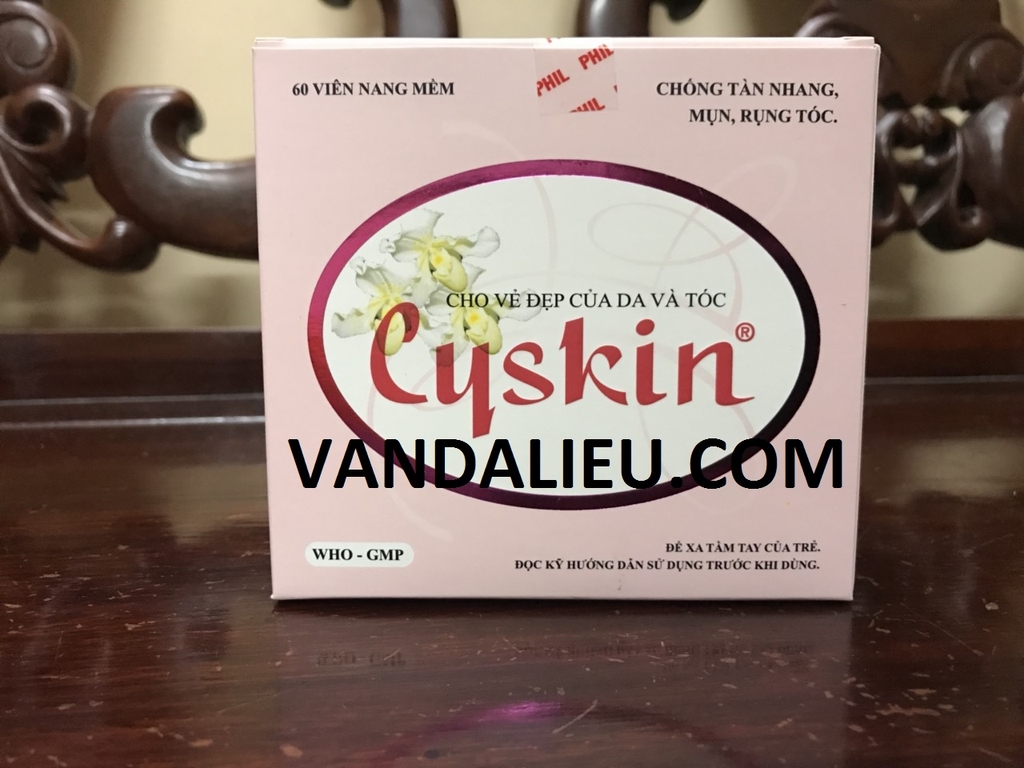 60 VIÊN NANG MỀM
PHIL PHIL
PHIL
CHỐNG TÀN NHANG,
MỤN, RỤNG TÓC.
CHO VẺ ĐẸP CỦA DA VÀ TÓC
Cyskin®
VANDALIEU.COM
WHO - GMP
ĐỂ XA TẦM TAY CỦA TRẺ.
ĐỌC KỸ HƯỚNG DẪN SỬ DỤNG TRƯỚC KHI DÙNG.